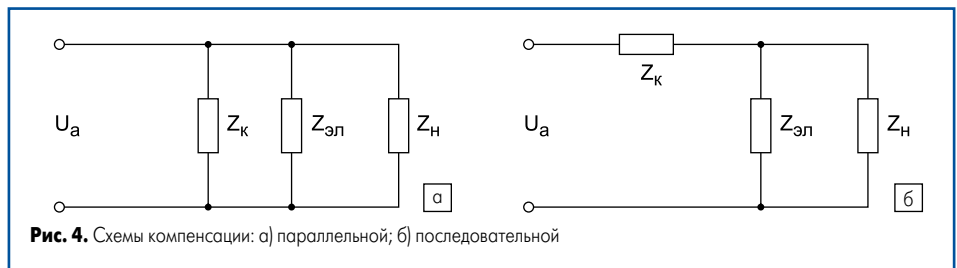 Zк
Uа
Zк
Zэл
Zн
Uа
Zэл
Zн
а
б
Рис. 4. Схемы компенсации: а) параллельной; б) последовательной